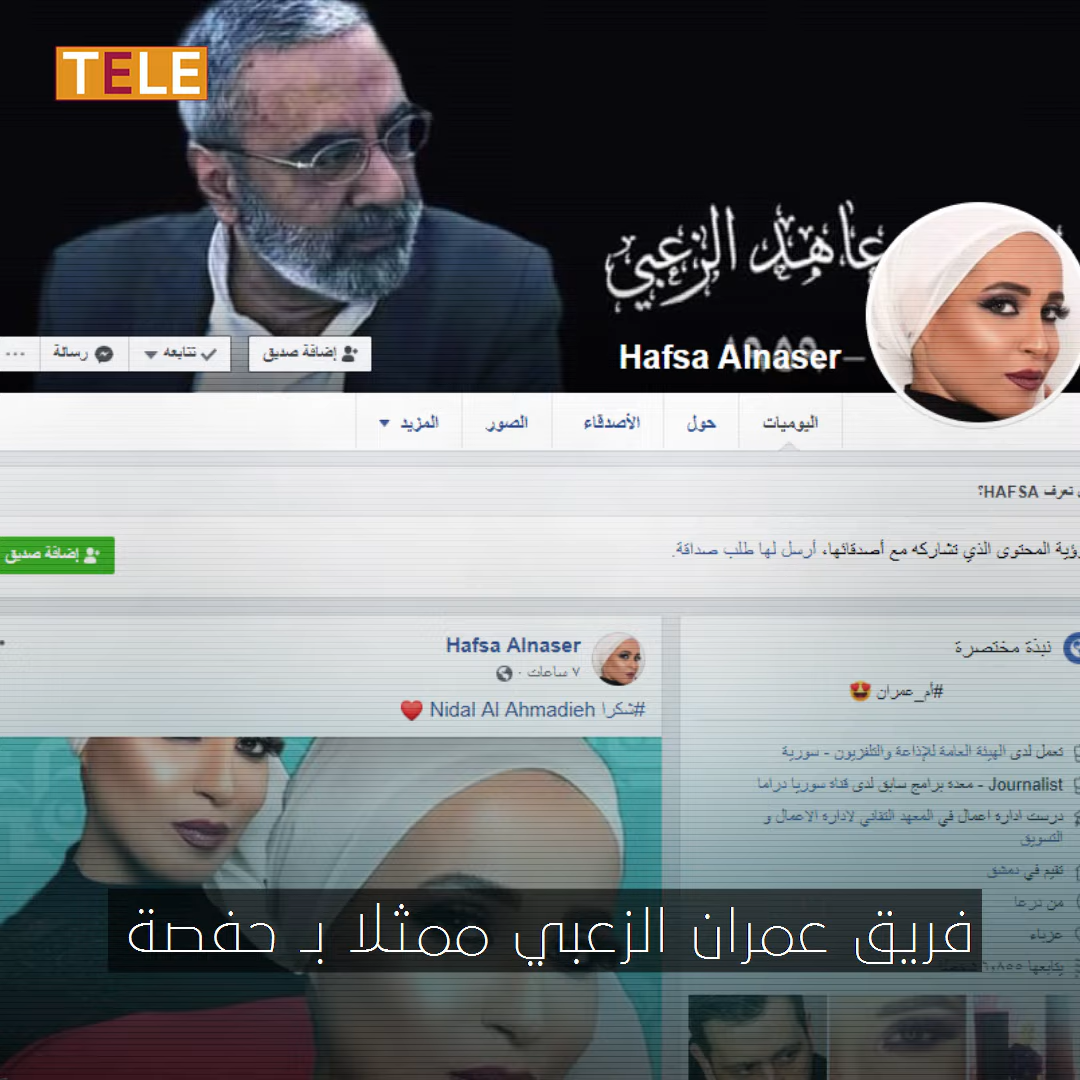 TELE
عاهد الزعبي
Hafsa Alnaser
إضافة صديق
تتابعه
رسالة
اليوميات
حول
الأصدقاء
الصور
المزيد
تعرف HAFSA؟
المحتوى الذي تشاركه مع أصدقائها، أرسل لها طلب صداقة.
إضافة صديق
Hafsa Alnaser
٧ ساعات
#شكرا Nidal Al Ahmadieh ❤️
نبذة مختصرة
#أم_عمران 😍
تعمل لدى الهيئة العامة للإذاعة والتلفزيون - سورية
Journalist - معدة برامج سابق لدى قناة سوريا دراما
درست ادارة اعمال في المعهد التقاني لادارة الاعمال و
التسويق
تقيم في دمشق
من درعا
عزباء
يتابعها
فريق عمران الزعبي ممثلا بـ حفصة